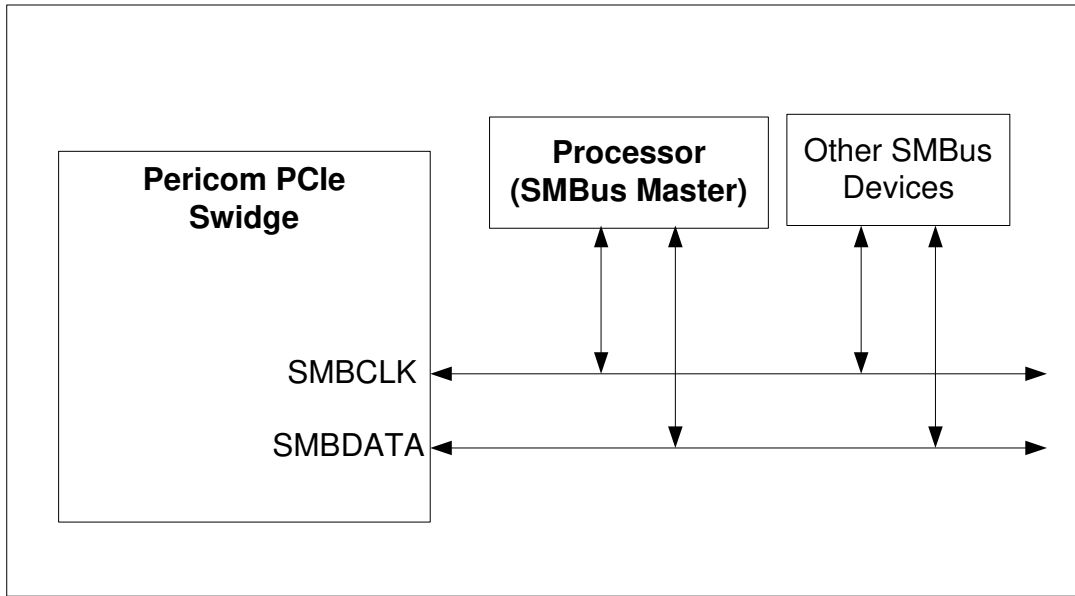 Pericom PCIe
Swidge
Processor
(SMBus Master)
Other SMBus
Devices
SMBCLK
SMBDATA